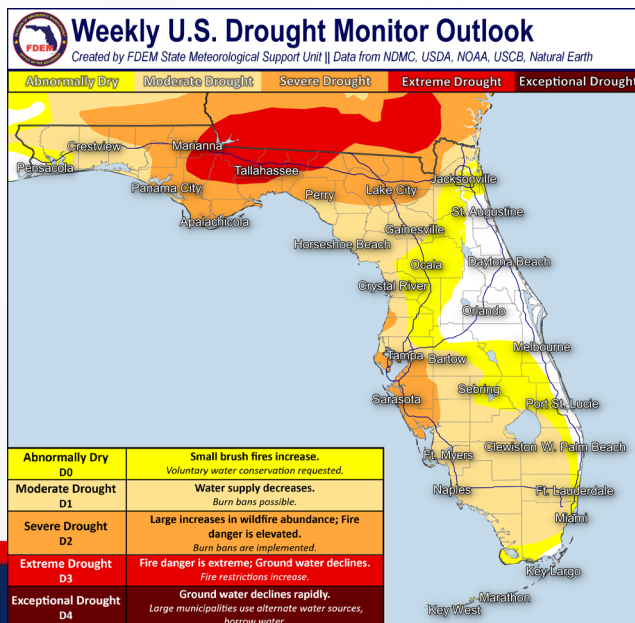 Weekly U.S. Drought Monitor Outlook
Created by FDEM State Meteorological Support Unit || Data from NDMC, USDA, NOAA, USCB, Natural Earth
FDEM
Abnormally Dry
Moderate Drought
Severe Drought
Extreme Drought
Exceptional Drought
Crestview
Marianna
Pensacola
Tallahassee
Jacksonville
Panama City
Perry
Lake City
St. Augustine
Apalachicola
Gainesville
Horseshoe Beach
Ocala
Daytona Beach
Crystal River
Orlando
Melbourne
Tampa
Bartow
Sebring
Sarasota
Port St. Lucie
Ft. Myers
Clewiston
W. Palm Beach
Naples
Ft. Lauderdale
Miami
Key Largo
Marathon
Key West
Abnormally Dry
D0
Small brush fires increase.
Voluntary water conservation requested.
Moderate Drought
D1
Water supply decreases.
Burn bans possible.
Severe Drought
D2
Large increases in wildfire abundance; Fire
danger is elevated.
Burn bans are implemented.
Extreme Drought
D3
Fire danger is extreme; Ground water declines.
Fire restrictions increase.
Exceptional Drought
D4
Ground water declines rapidly.
Large municipalities use alternate water sources,
borrow water